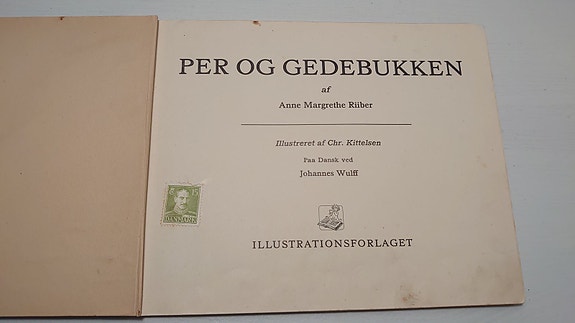 PER OG GEDEBUKKEN
af
Anne Margrethe Riiber
Illustreret af Chr. Kittelsen
Paa Dansk ved
Johannes Wulff
DANMARK
ILLUSTRATIONSFORLAGET